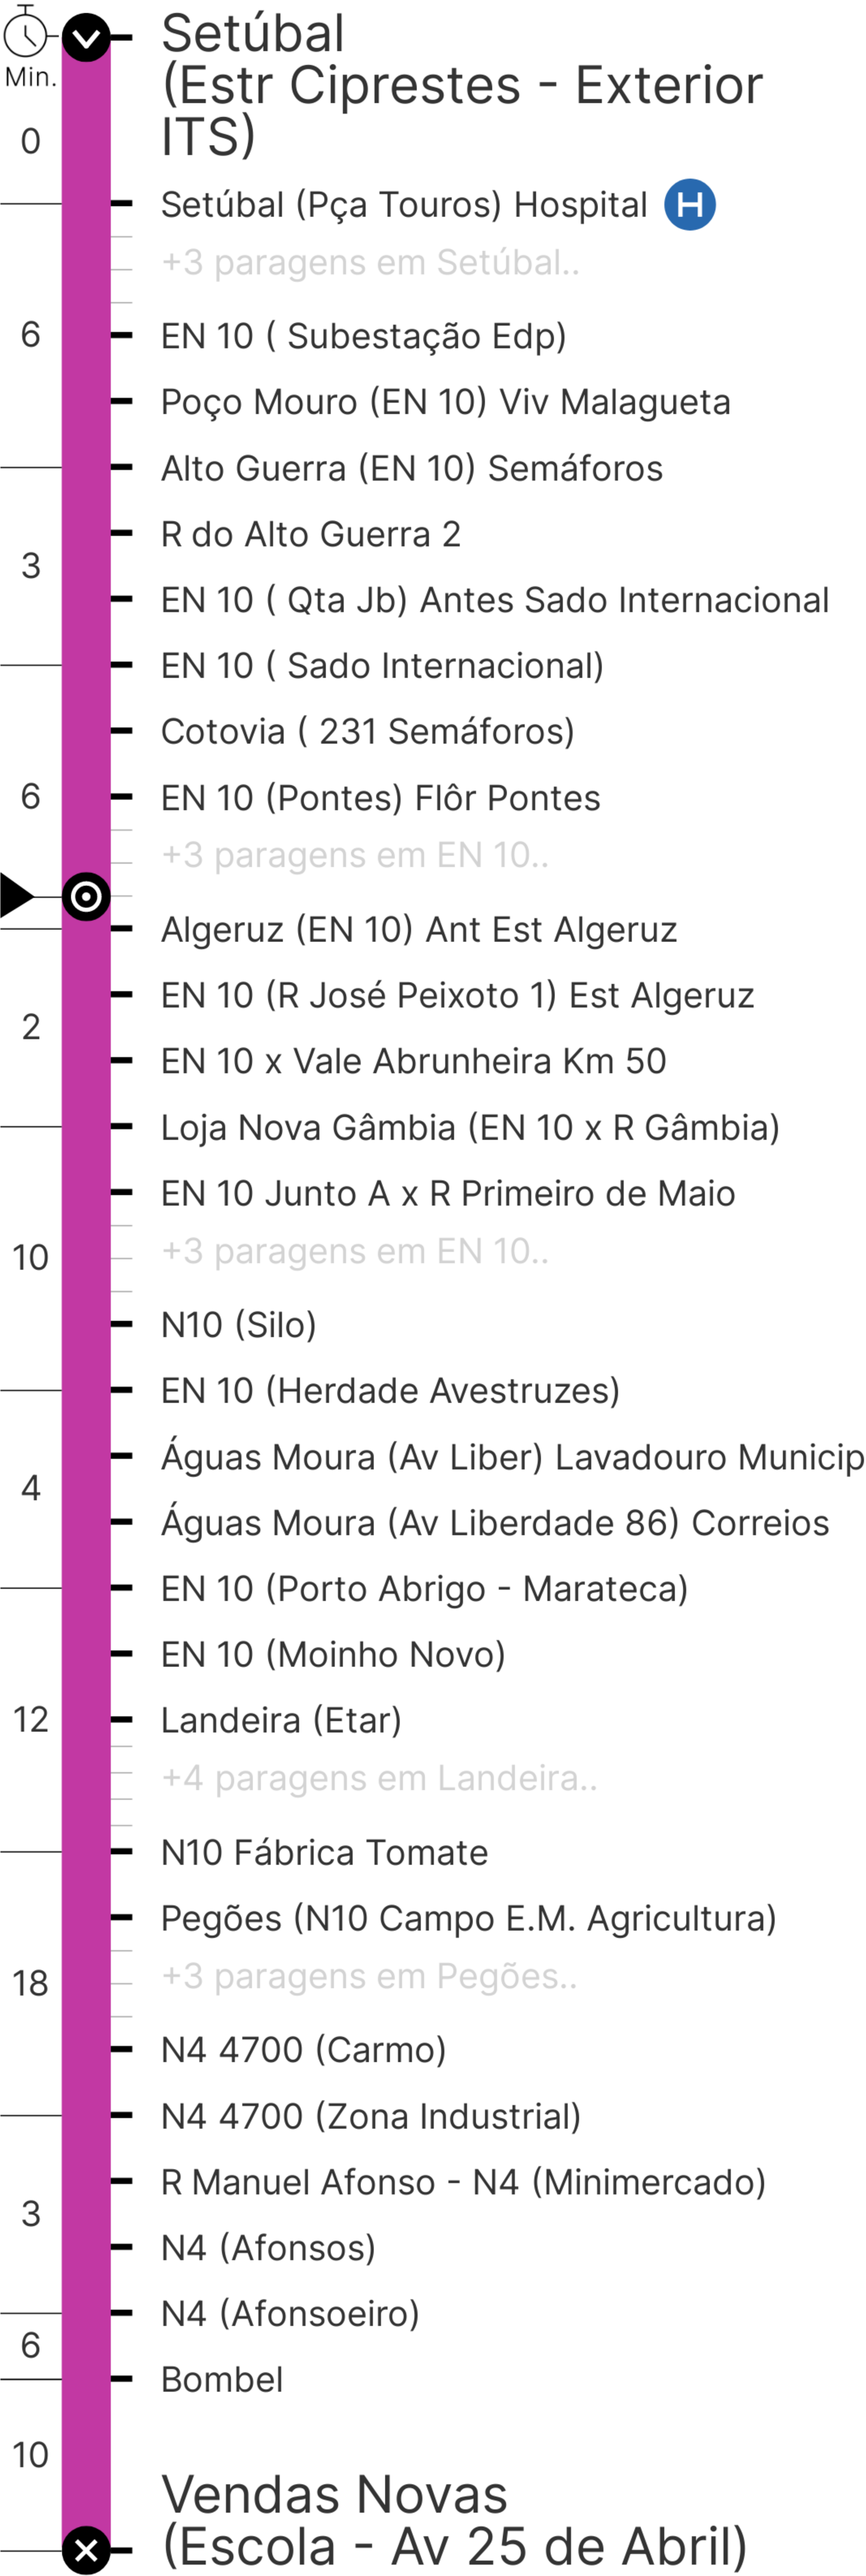 Min.
Setúbal
(Estr Ciprestes - Exterior
ITS)
0
Setúbal (Pça Touros) Hospital H
+3 paragens em Setúbal..
6
EN 10 ( Subestação Edp)
Poço Mouro (EN 10) Viv Malagueta
Alto Guerra (EN 10) Semáforos
R do Alto Guerra 2
3
EN 10 ( Qta Jb) Antes Sado Internacional
EN 10 ( Sado Internacional)
Cotovia ( 231 Semáforos)
6
EN 10 (Pontes) Flôr Pontes
+3 paragens em EN 10..
Algeruz (EN 10) Ant Est Algeruz
EN 10 (R José Peixoto 1) Est Algeruz
2
EN 10 x Vale Abrunheira Km 50
Loja Nova Gâmbia (EN 10 x R Gâmbia)
EN 10 Junto A x R Primeiro de Maio
+3 paragens em EN 10..
10
N10 (Silo)
EN 10 (Herdade Avestruzes)
Águas Moura (Av Liber) Lavadouro Municip
4
Águas Moura (Av Liberdade 86) Correios
EN 10 (Porto Abrigo - Marateca)
EN 10 (Moinho Novo)
12
Landeira (Etar)
+4 paragens em Landeira..
N10 Fábrica Tomate
Pegões (N10 Campo E.M. Agricultura)
+3 paragens em Pegões..
18
N4 4700 (Carmo)
N4 4700 (Zona Industrial)
R Manuel Afonso - N4 (Minimercado)
3
N4 (Afonsos)
N4 (Afonsoeiro)
6
Bombel
10
Vendas Novas
(Escola - Av 25 de Abril)